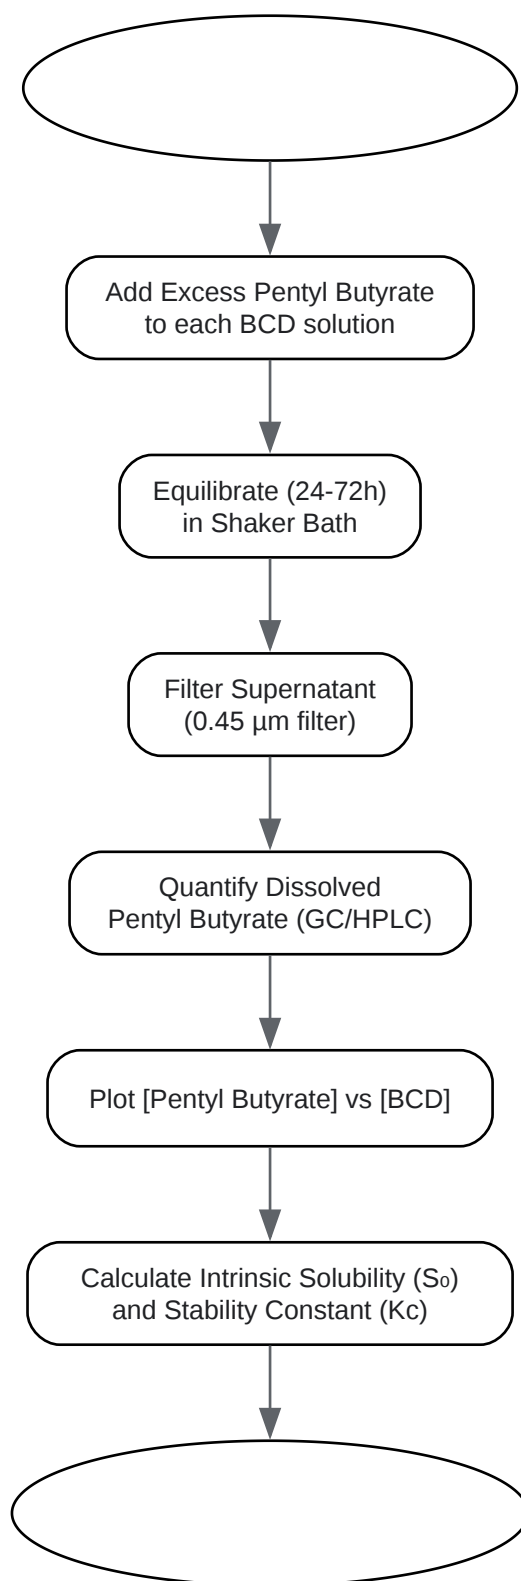 Add Excess Pentyl Butyrate
to each BCD solution
Equilibrate (24-72h)
in Shaker Bath
Filter Supernatant
(0.45 µm filter)
Quantify Dissolved
Pentyl Butyrate (GC/HPLC)
Plot [Pentyl Butyrate] vs [BCD]
Calculate Intrinsic Solubility (S₀)
and Stability Constant (Kc)